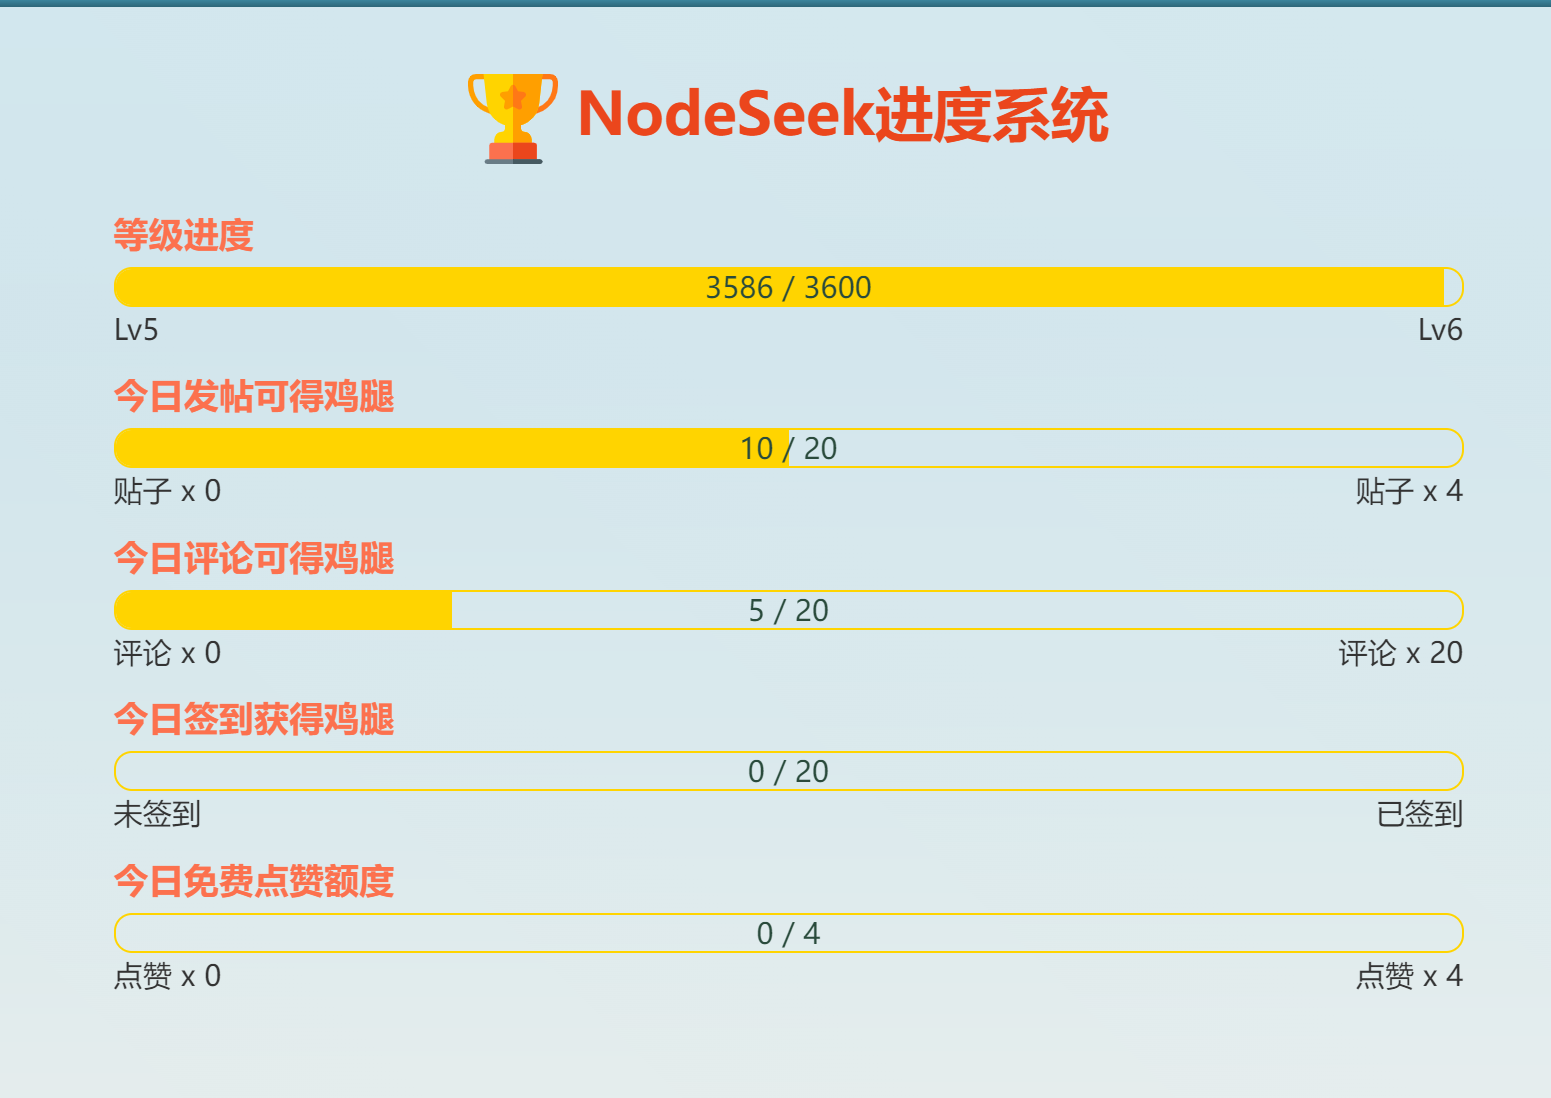 NodeSeek进度系统
等级进度
3586 / 3600
Lv5 Lv6
今日发帖可得鸡腿
10 / 20
贴子 x 0 贴子 x 4
今日评论可得鸡腿
5 / 20
评论 x 0 评论 x 20
今日签到获得鸡腿
0 / 20
未签到 已签到
今日免费点赞额度
0 / 4
点赞 x 0 点赞 x 4